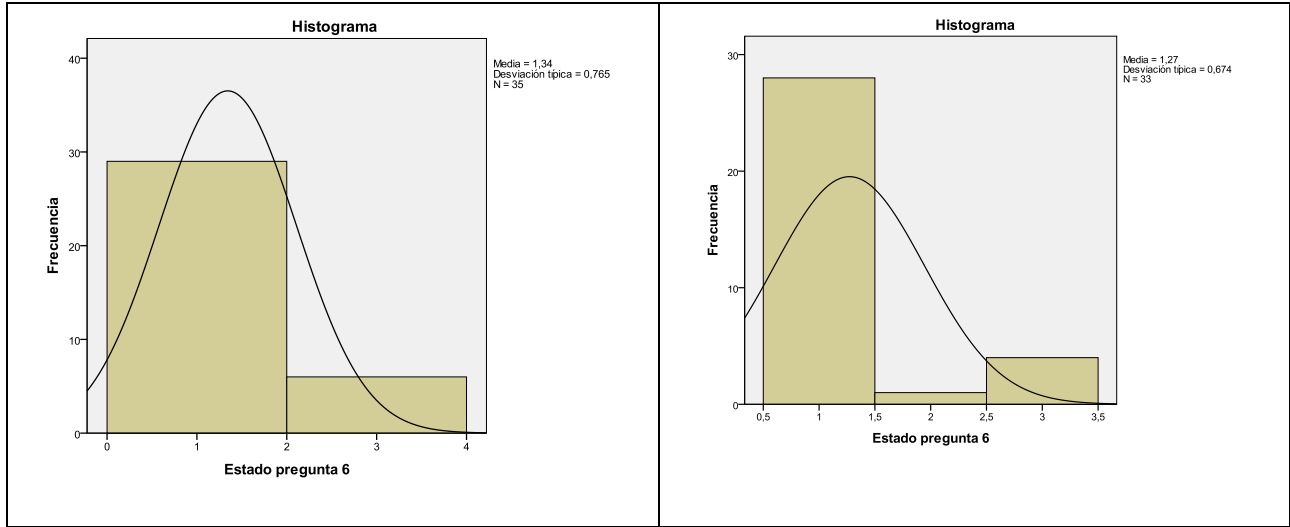 Histograma
Media = 1,34
Desviación típica = 0,765
N = 35
40
30
20
10
0
Frecuencia
0 1 2 3 4
Estado pregunta 6
Histograma
Media = 1,27
Desviación típica = 0,674
N = 33
30
20
10
0
Frecuencia
0,5 1 1,5 2 2,5 3 3,5
Estado pregunta 6